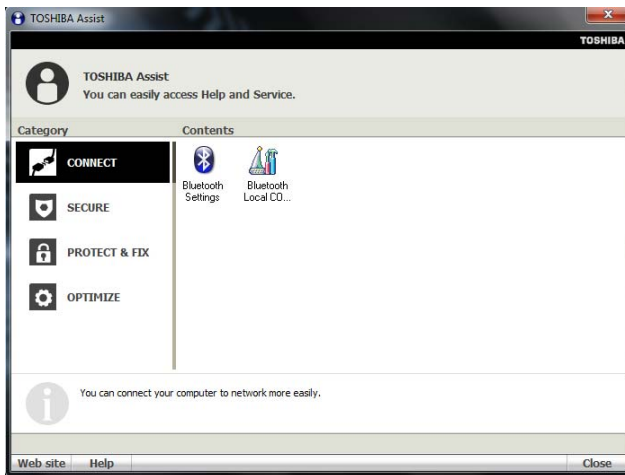 TOSHIBA Assist
TOSHIBA
TOSHIBA Assist
You can easily access Help and Service.
Category
Contents
CONNECT
SECURE
PROTECT & FIX
OPTIMIZE
Bluetooth
Settings
Bluetooth
Local CO...
You can connect your computer to network more easily.
Web site
Help
Close